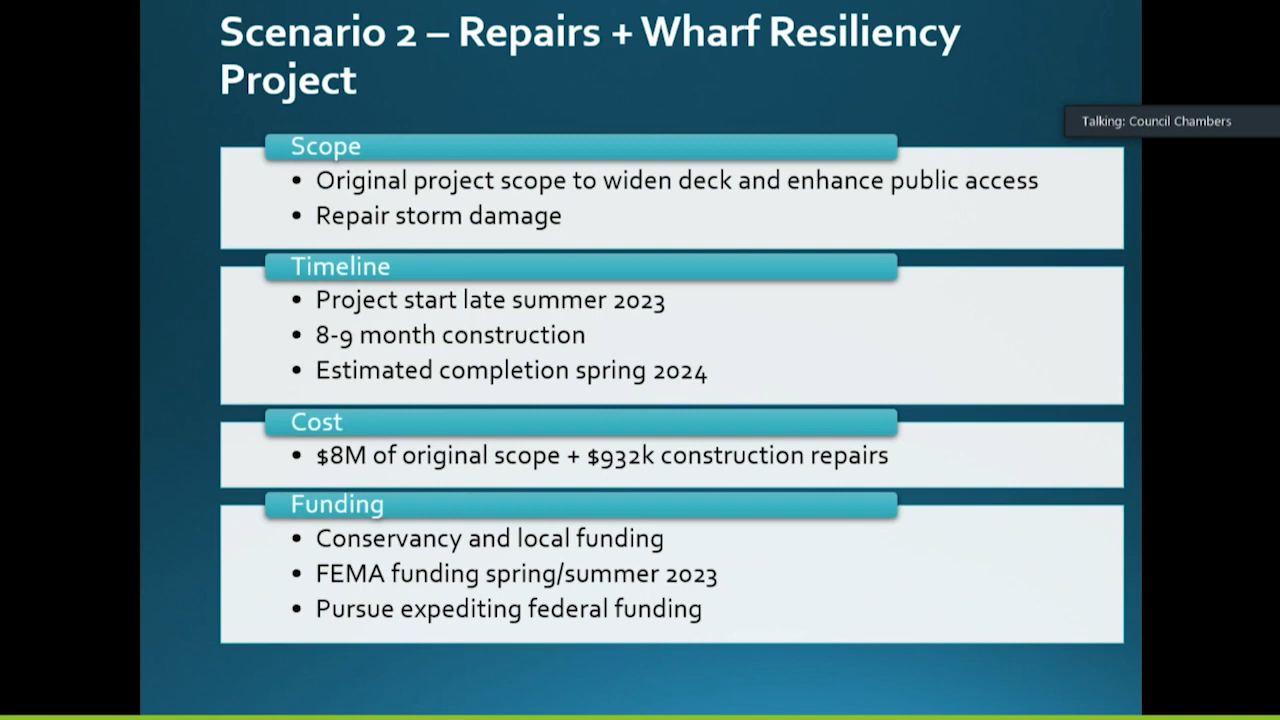 Scenario 2 – Repairs + Wharf Resiliency
Project
Talking: Council Chambers
Scope
• Original project scope to widen deck and enhance public access
• Repair storm damage
Timeline
• Project start late summer 2023
• 8-9 month construction
• Estimated completion spring 2024
Cost
• $8M of original scope + $932k construction repairs
Funding
• Conservancy and local funding
• FEMA funding spring/summer 2023
• Pursue expediting federal funding